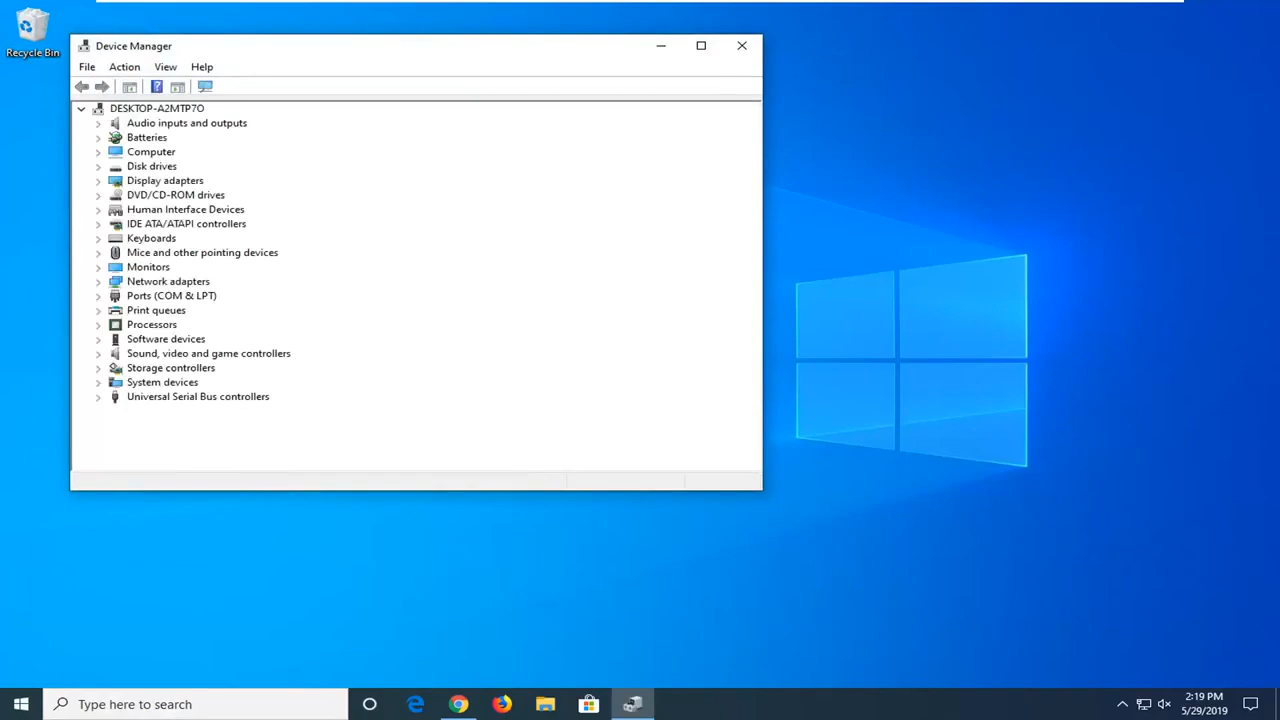 Recycle Bin
Device Manager
File Action View Help
DESKTOP-A2MTP7O
Audio inputs and outputs
Batteries
Computer
Disk drives
Display adapters
DVD/CD-ROM drives
Human Interface Devices
IDE ATA/ATAPI controllers
Keyboards
Mice and other pointing devices
Monitors
Network adapters
Ports (COM & LPT)
Print queues
Processors
Software devices
Sound, video and game controllers
Storage controllers
System devices
Universal Serial Bus controllers
Type here to search
2:19 PM
5/29/2019